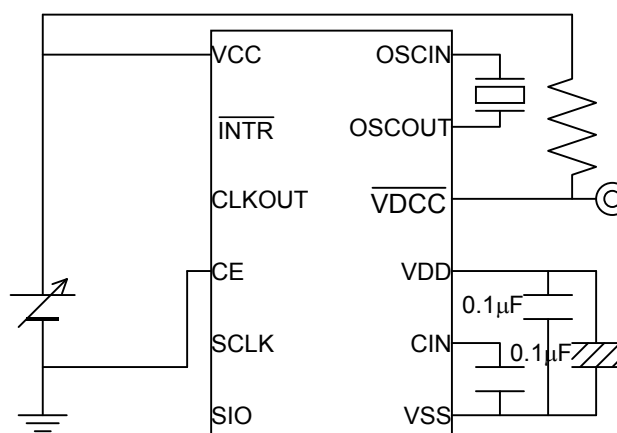 VCC OSCIN
INTR OSCOUT
CLKOUT VDCC
CE VDD
0.1μF
SCLK CIN
0.1μF
SIO VSS